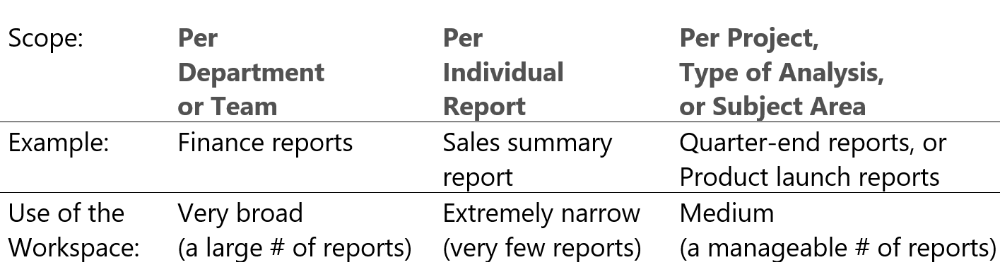 Scope: Per Per Per Project,
Department Individual Type of Analysis,
or Team Report or Subject Area
Example: Finance reports Sales summary Quarter-end reports, or
report Product launch reports
Use of the Very broad Extremely narrow Medium
Workspace: (a large # of reports) (very few reports) (a manageable # of reports)